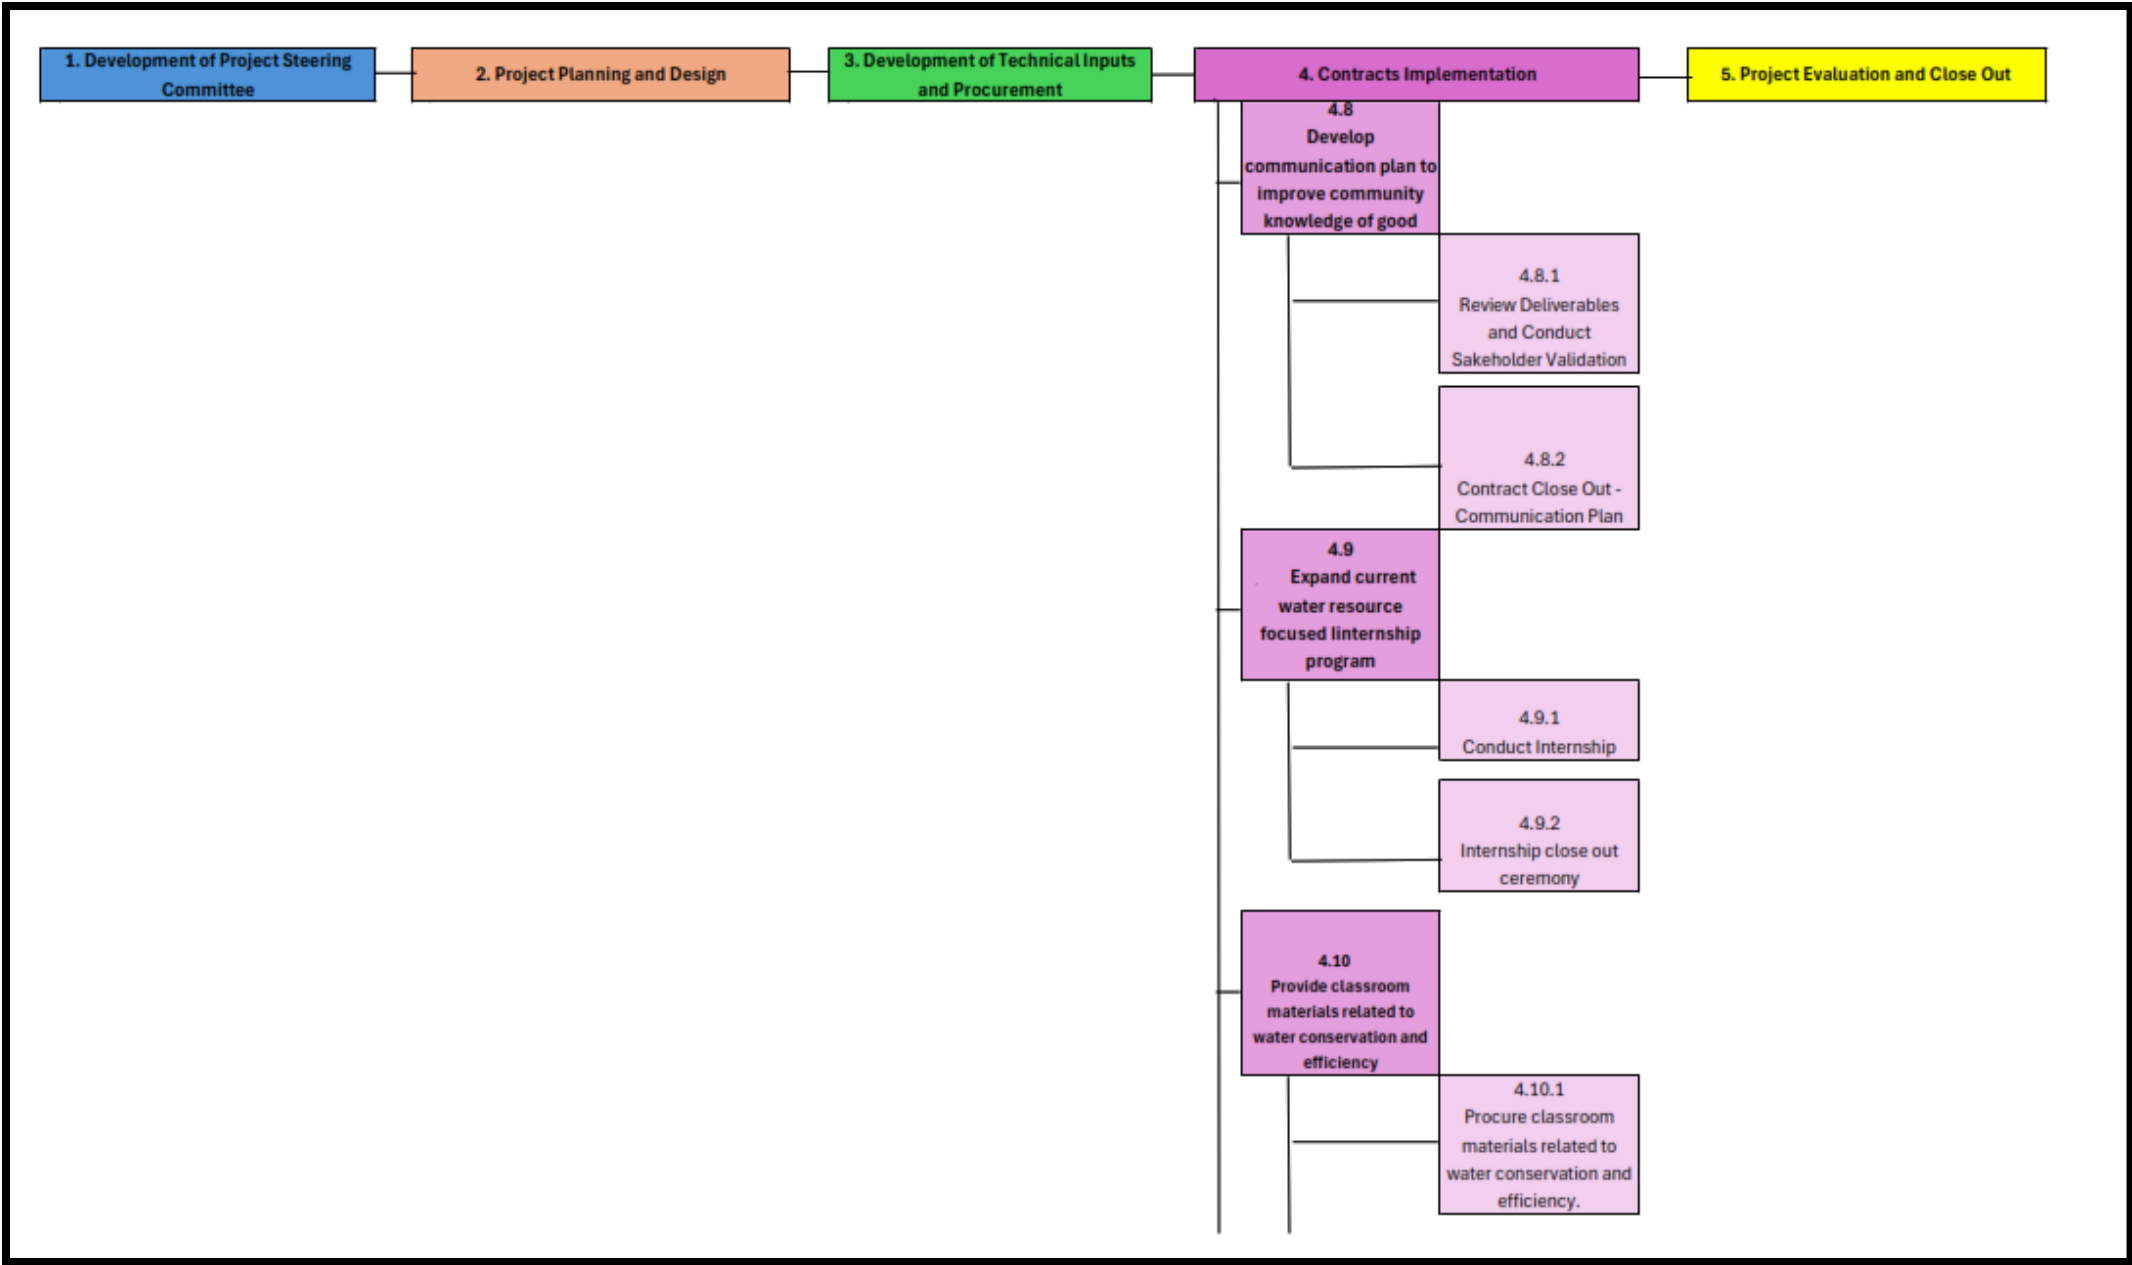 1. Development of Project Steering
Committee
2. Project Planning and Design
3. Development of Technical Inputs
and Procurement
4. Contracts Implementation
5. Project Evaluation and Close Out
4.8
Develop
communication plan to
improve community
knowledge of good
4.8.1
Review Deliverables
and Conduct
Sakeholder Validation
4.8.2
Contract Close Out -
Communication Plan
4.9
Expand current
water resource
focused Iinternship
program
4.9.1
Conduct Internship
4.9.2
Internship close out
ceremony
4.10
Provide classroom
materials related to
water conservation and
efficiency
4.10.1
Procure classroom
materials related to
water conservation and
efficiency.